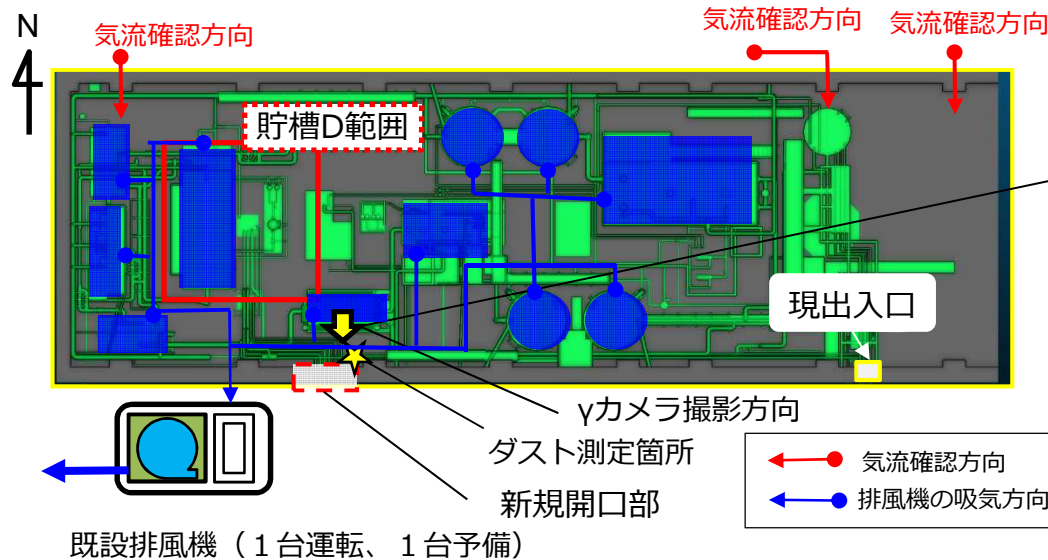 N
気流確認方向
気流確認方向
気流確認方向
貯槽D範囲
現出入口
γカメラ撮影方向
ダスト測定箇所
新規開口部
気流確認方向
排風機の吸気方向
既設排風機（１台運転、１台予備）